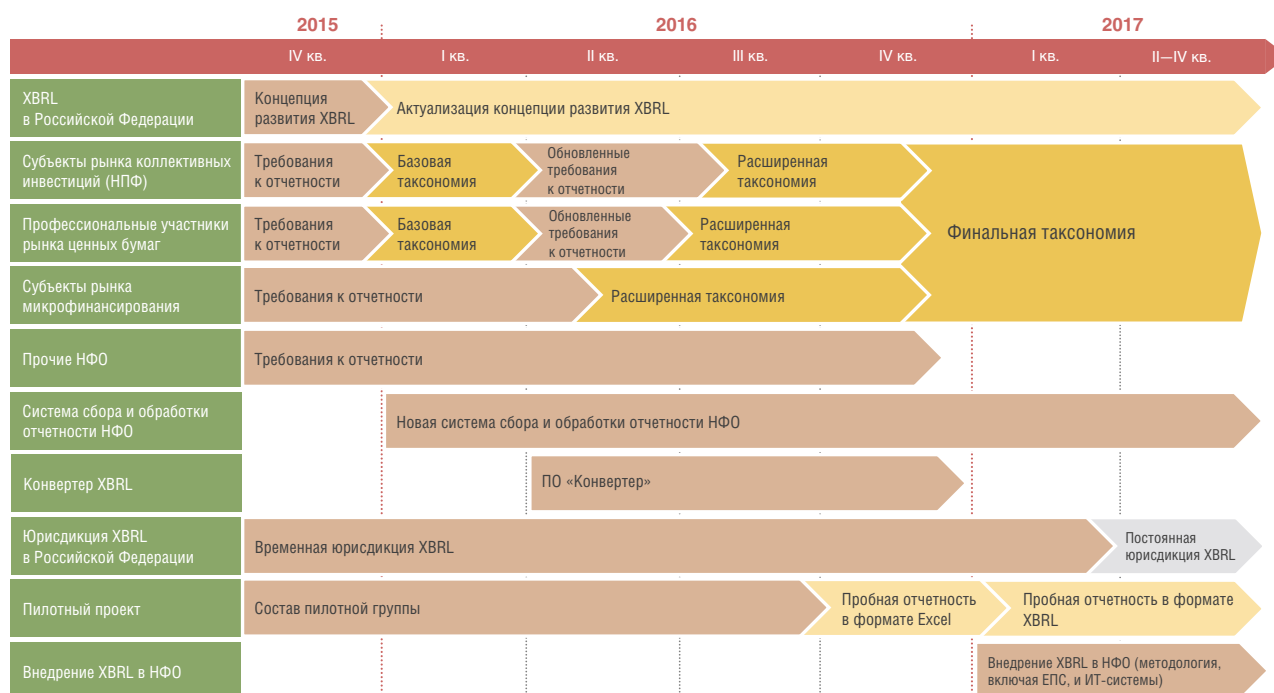 2015
2016
2017
IV кв.
I кв.
II кв.
III кв.
IV кв.
I кв.
II—IV кв.
XBRL
в Российской Федерации
Концепция
развития XBRL
Актуализация концепции развития XBRL
Субъекты рынка коллективных
инвестиций (НПФ)
Требования
к отчетности
Базовая
таксономия
Обновленные
требования
к отчетности
Расширенная
таксономия
Профессиональные участники
рынка ценных бумаг
Требования
к отчетности
Базовая
таксономия
Обновленные
требования
к отчетности
Расширенная
таксономия
Финальная таксономия
Субъекты рынка
микрофинансирования
Требования к отчетности
Расширенная таксономия
Прочие НФО
Требования к отчетности
Система сбора и обработки
отчетности НФО
Новая система сбора и обработки отчетности НФО
Конвертер XBRL
ПО «Конвертер»
Юрисдикция XBRL
в Российской Федерации
Временная юрисдикция XBRL
Постоянная
юрисдикция XBRL
Пилотный проект
Состав пилотной группы
Пробная отчетность
в формате Excel
Пробная отчетность в формате
XBRL
Внедрение XBRL в НФО
Внедрение XBRL в НФО (методология,
включая ЕПС, и ИТ-системы)